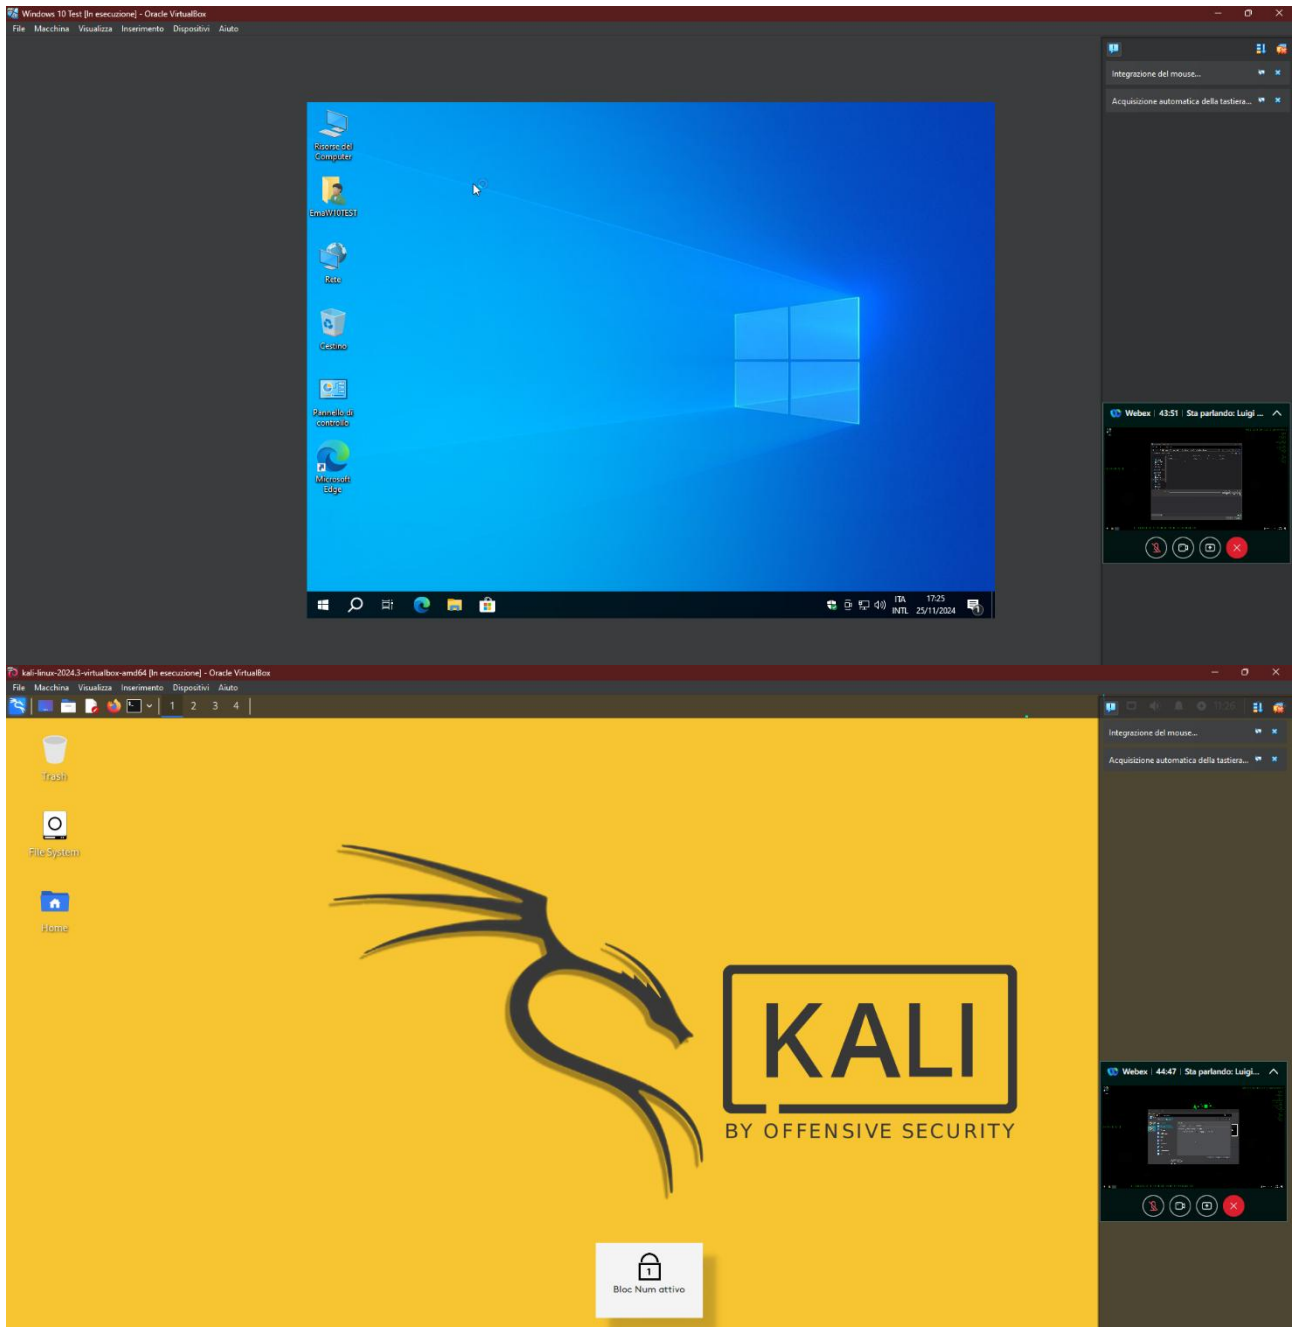 Windows 10 Test [In esecuzione] - Oracle VirtualBox
File Macchina Visualizza Inserimento Dispositivi Aiuto
Integrazione del mouse...
Acquisizione automatica della tastiera...
Risorse del
Computer
EmaW10TEST
Rete
Cestino
Pannello di
controllo
Microsoft
Edge
Webex | 43:51 | Sta parlando: Luigi ...
ITA 17:25
INTL 25/11/2024
1
kali-linux-2024.3-virtualbox-amd64 [In esecuzione] - Oracle VirtualBox
File Macchina Visualizza Inserimento Dispositivi Aiuto
1 2 3 4
Integrazione del mouse...
Acquisizione automatica della tastiera...
Trash
File System
Home
KALI
BY OFFENSIVE SECURITY
Webex | 44:47 | Sta parlando: Luigi...
1
Bloc Num attivo